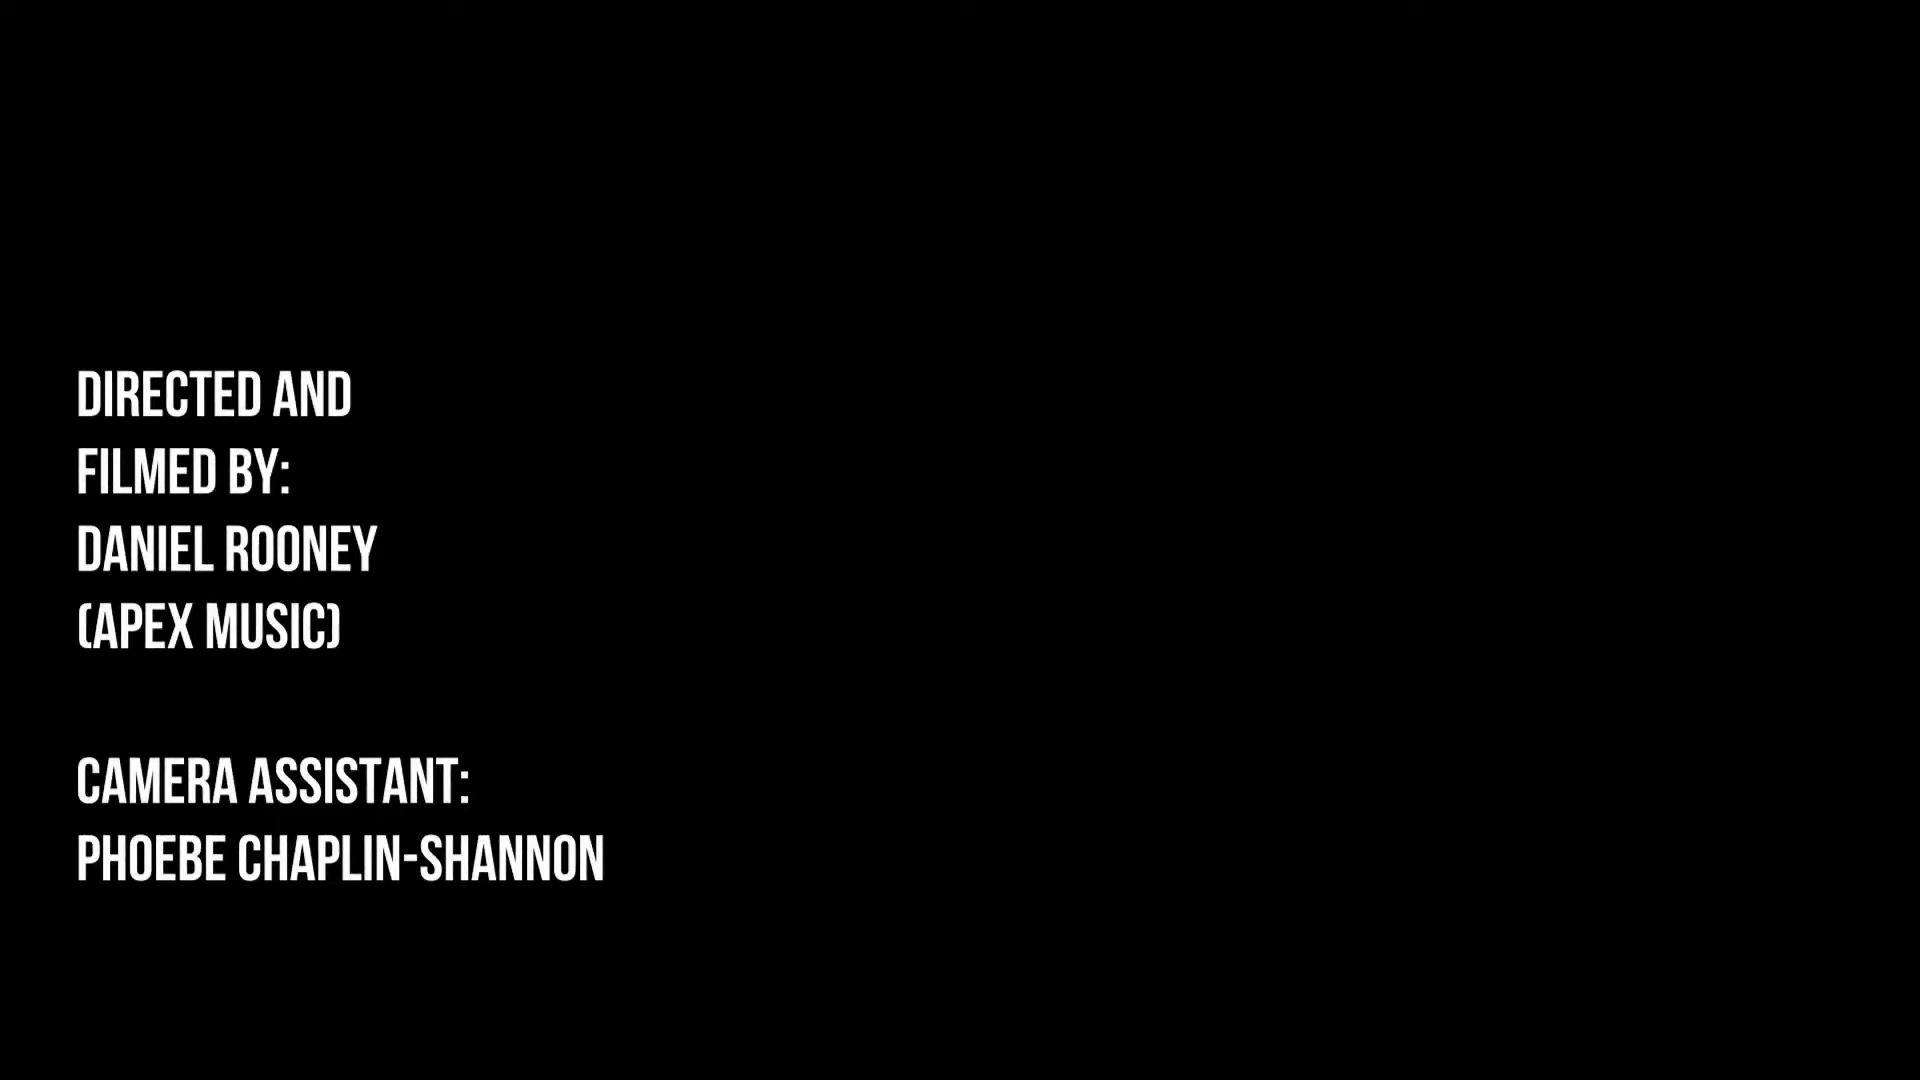 DIRECTED AND
FILMED BY:
DANIEL ROONEY
(APEX MUSIC)
CAMERA ASSISTANT:
PHOEBE CHAPLIN-SHANNON